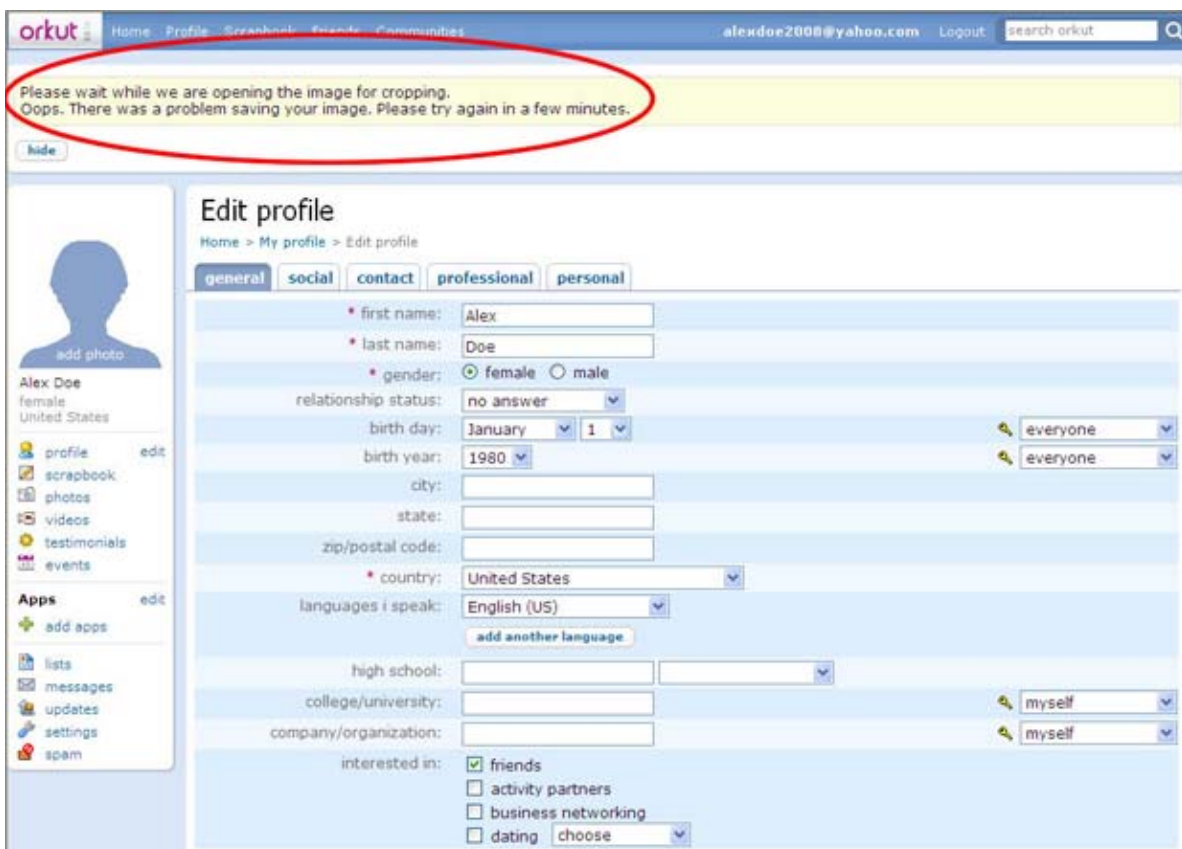 orkut Home Profile Scrapbook friends Communities alexdoe2008@yahoo.com Logout search orkut
Please wait while we are opening the image for cropping.
Oops. There was a problem saving your image. Please try again in a few minutes.
hide
add photo
Alex Doe
female
United States
profile edit
scrapbook
photos
videos
testimonials
events
Apps edit
add apps
lists
messages
updates
settings
spam
Edit profile
Home > My profile > Edit profile
general social contact professional personal
* first name: Alex
* last name: Doe
* gender: female male
relationship status: no answer
birth day: January 1 everyone
birth year: 1980 everyone
city:
state:
zip/postal code:
* country: United States
languages i speak: English (US)
add another language
high school:
college/university: myself
company/organization: myself
interested in: friends
activity partners
business networking
dating choose